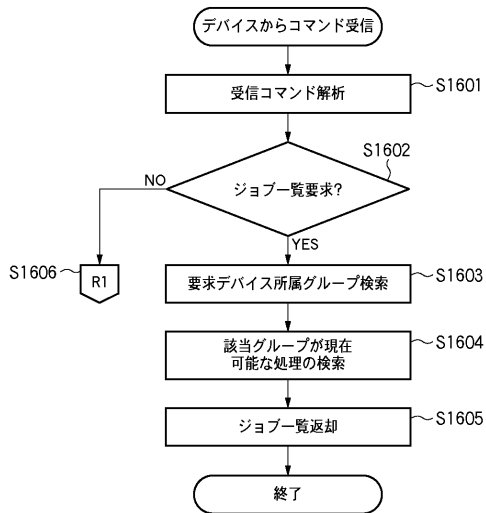 デバイスからコマンド受信
受信コマンド解析
S1601
S1602
ジョブ一覧要求?
NO
YES
S1606
R1
要求デバイス所属グループ検索
S1603
該当グループが現在
可能な処理の検索
S1604
ジョブ一覧返却
S1605
終了